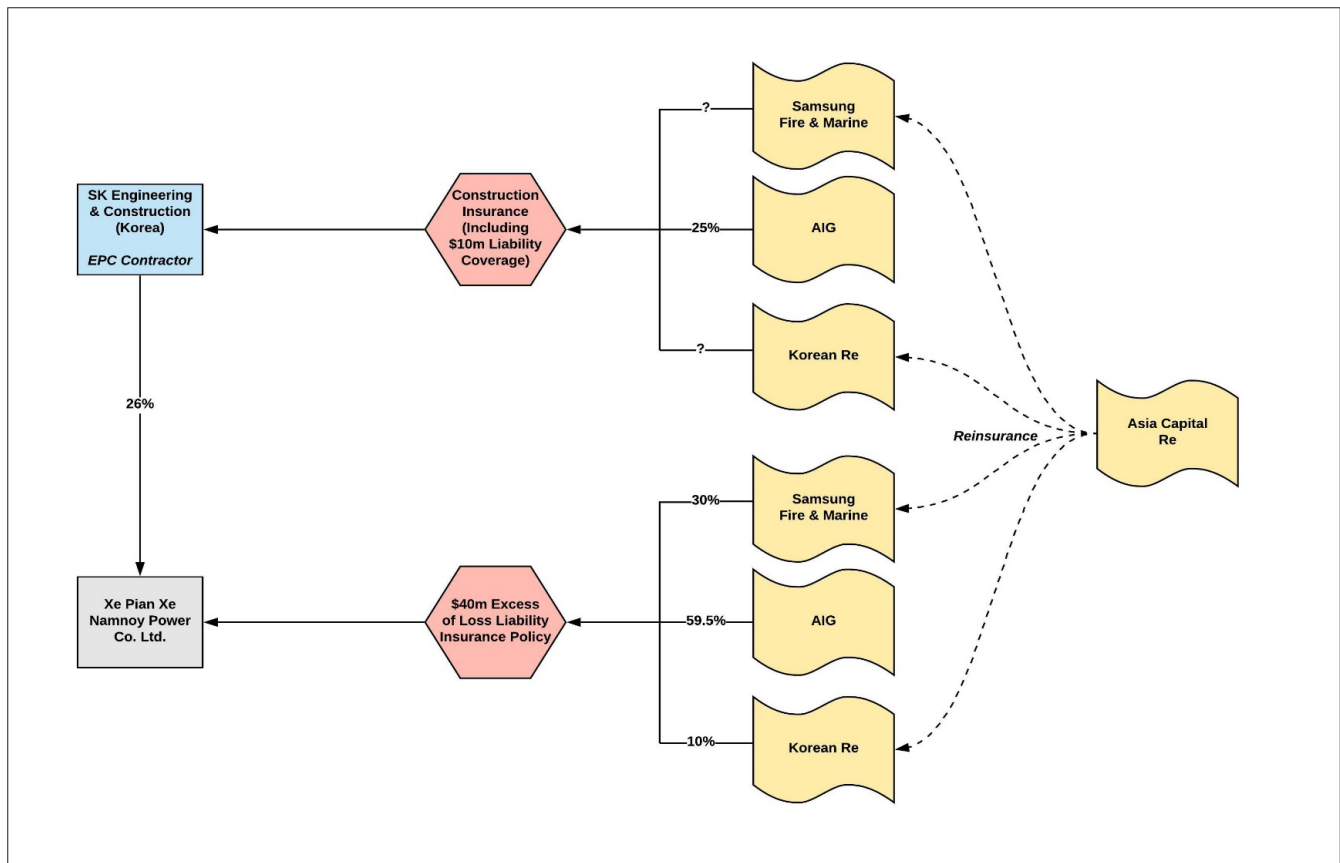 SK Engineering
& Construction
(Korea)
EPC Contractor
26%
Xe Pian Xe
Namnoy Power
Co. Ltd.
Construction
Insurance
(Including
$10m Liability
Coverage)
$40m Excess
of Loss Liability
Insurance Policy
?
25%
?
Samsung
Fire & Marine
AIG
Korean Re
30%
59.5%
10%
Samsung
Fire & Marine
AIG
Korean Re
Reinsurance
Asia Capital
Re